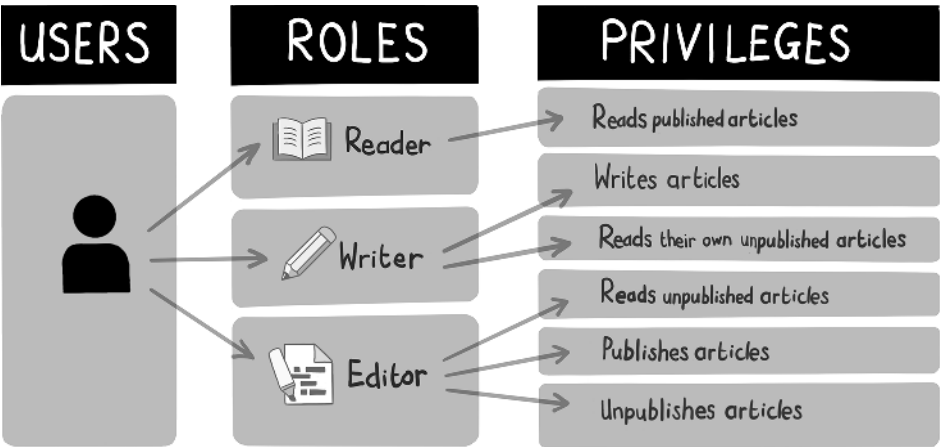 USERS
ROLES
PRIVILEGES
Reader
Writer
Editor
Reads published articles
Writes articles
Reads their own unpublished articles
Reads unpublished articles
Publishes articles
Unpublishes articles